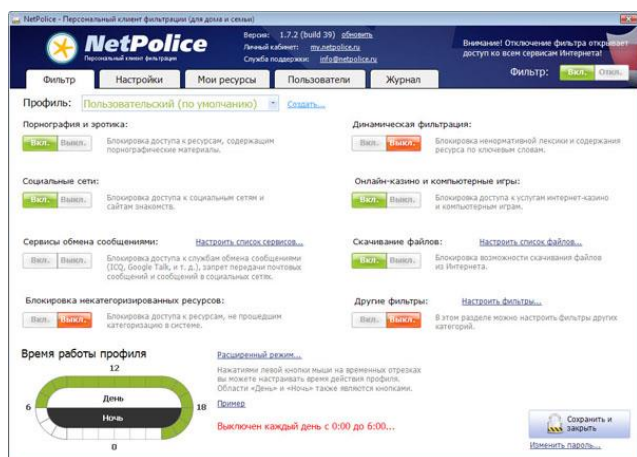 NetPolice - Персональный клиент фильтрации (для дома и семьи)
NetPolice
Персональный клиент фильтрации
Версия: 1.7.2 (build 39) обновить
Личный кабинет: my.netpolice.ru
Служба поддержки: info@netpolice.ru
Внимание! Отключение фильтра открывает
доступ ко всем сервисам Интернета!
Фильтр: Вкл. Откл.
Фильтр Настройки Мои ресурсы Пользователи Журнал
Профиль: Пользовательский (по умолчанию) Создать...
Порнография и эротика:
Вкл. Выкл.
Блокировка доступа к ресурсам, содержащим
порнографические материалы.
Динамическая фильтрация:
Вкл. Выкл.
Блокировка ненормативной лексики и содержания
ресурса по ключевым словам.
Социальные сети:
Вкл. Выкл.
Блокировка доступа к социальным сетям и
сайтам знакомств.
Онлайн-казино и компьютерные игры:
Вкл. Выкл.
Блокировка доступа к услугам интернет-казино
и компьютерным играм.
Сервисы обмена сообщениями: Настроить список сервисов...
Вкл. Выкл.
Блокировка доступа к службам обмена сообщениями
(ICQ, Google Talk, и т. д.), запрет передачи почтовых
сообщений и сообщений в социальных сетях.
Скачивание файлов: Настроить список файлов...
Вкл. Выкл.
Блокировка возможности скачивания файлов
из Интернета.
Блокировка некатегоризированных ресурсов:
Вкл. Выкл.
Блокировка доступа к ресурсам, не прошедшим
категоризацию в системе.
Другие фильтры: Настроить фильтры...
Вкл. Выкл.
В этом разделе можно настроить фильтры других
категорий.
Время работы профиля
12
День
6
18
Ночь
0
Расширенный режим...
Нажатиями левой кнопки мыши на временных отрезках
вы можете настраивать время действия профиля.
Области «День» и «Ночь» также являются кнопками.
Пример
Выключен каждый день с 0:00 до 6:00...
Сохранить и
закрыть
Изменить пароль...